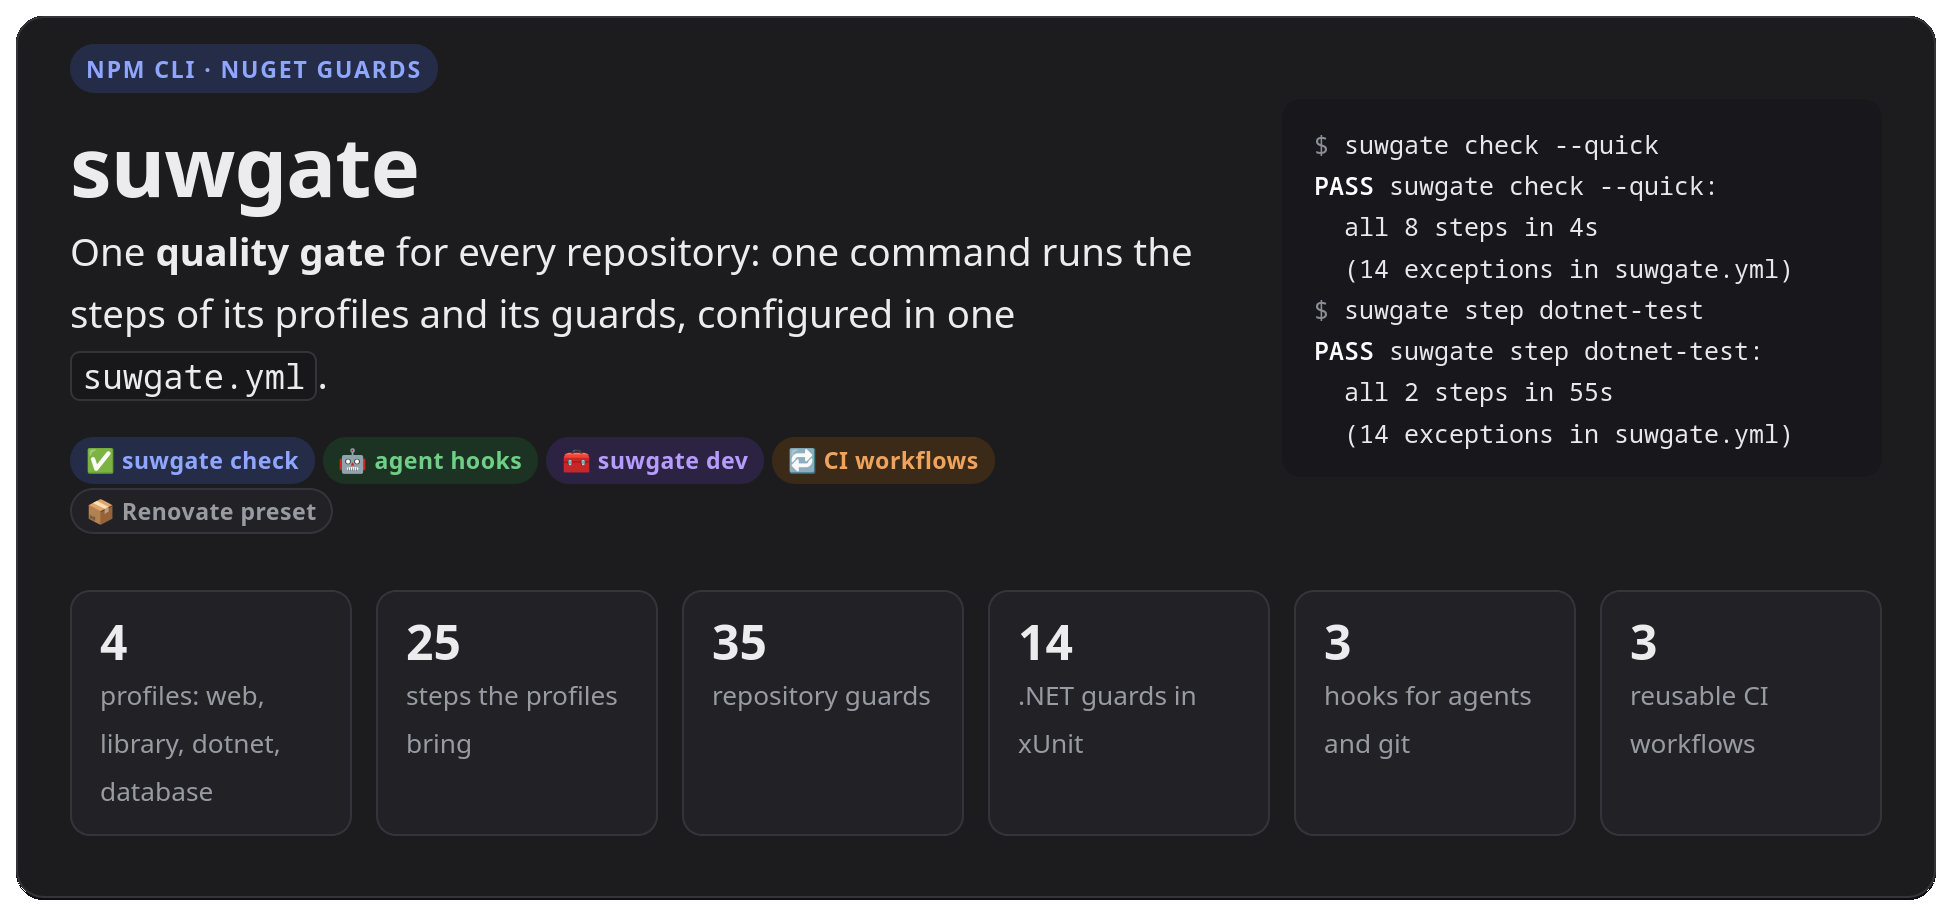 NPM CLI · NUGET GUARDS
suwgate
One quality gate for every repository: one command runs the
steps of its profiles and its guards, configured in one
suwgate.yml.
✅ suwgate check 🤖 agent hooks 🧰 suwgate dev 🔁 CI workflows
📦 Renovate preset
$ suwgate check --quick
PASS suwgate check --quick:
all 8 steps in 4s
(14 exceptions in suwgate.yml)
$ suwgate step dotnet-test
PASS suwgate step dotnet-test:
all 2 steps in 55s
(14 exceptions in suwgate.yml)
4
profiles: web,
library, dotnet,
database
25
steps the profiles
bring
35
repository guards
14
.NET guards in
xUnit
3
hooks for agents
and git
3
reusable CI
workflows